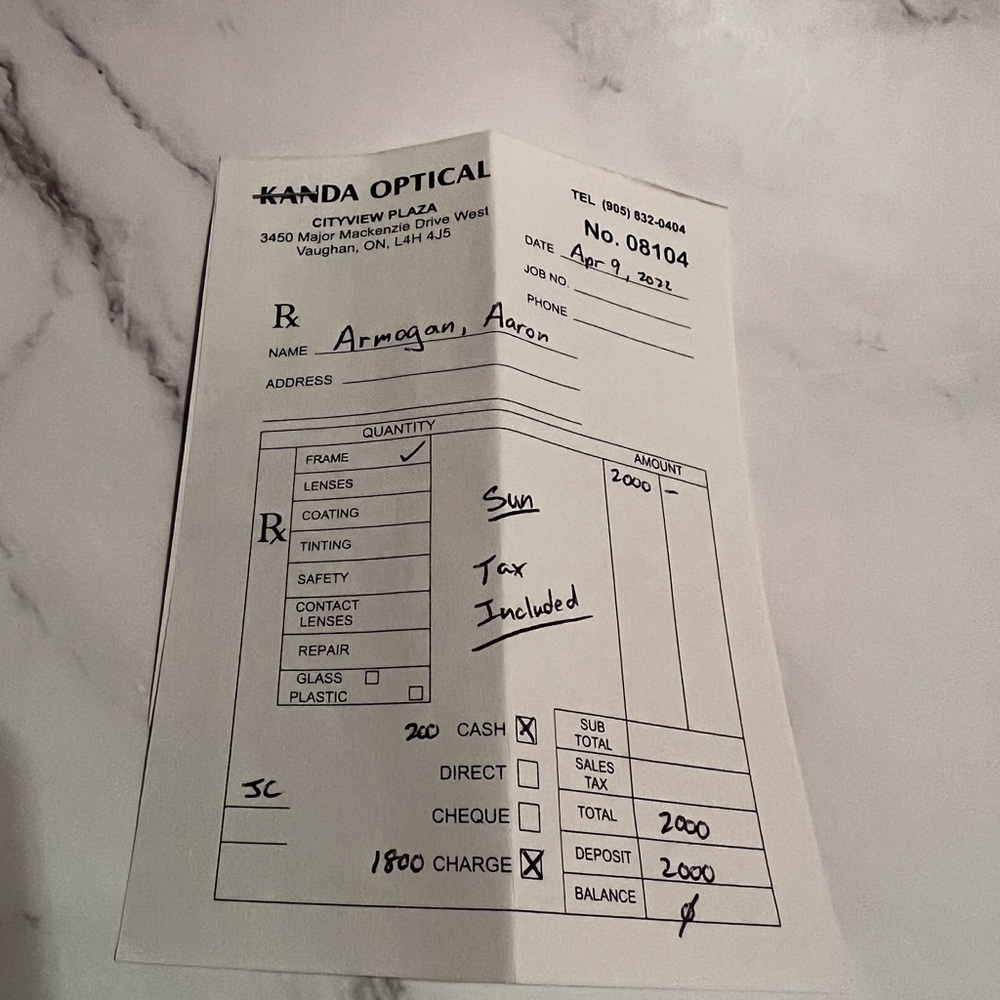 KANDA OPTICAL
CITYVIEW PLAZA
3450 Major Mackenzie Drive West
Vaughan, ON, L4H 4J5
TEL (905) 832-0404
No. 08104
DATE Apr 9, 2022
JOB NO.
PHONE
Rx
NAME Armogan, Aaron
ADDRESS
QUANTITY
AMOUNT
Rx
FRAME ✓
2000 –
LENSES
Sun
COATING
TINTING
Tax
SAFETY
Included
CONTACT
LENSES
REPAIR
GLASS
PLASTIC
200 CASH X
SUB
TOTAL
DIRECT
SALES
TAX
JC
CHEQUE
TOTAL 2000
1800 CHARGE X
DEPOSIT 2000
BALANCE ∅